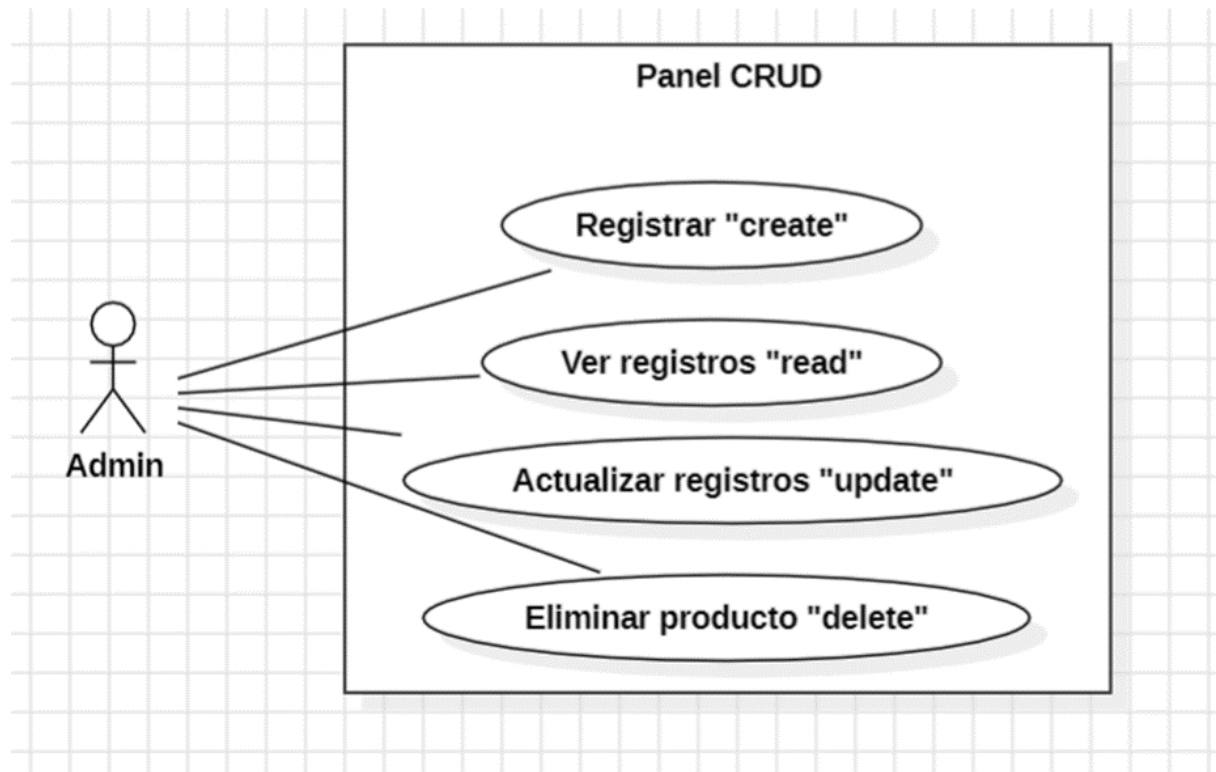 Panel CRUD
Registrar "create"
Ver registros "read"
Admin
Actualizar registros "update"
Eliminar producto "delete"